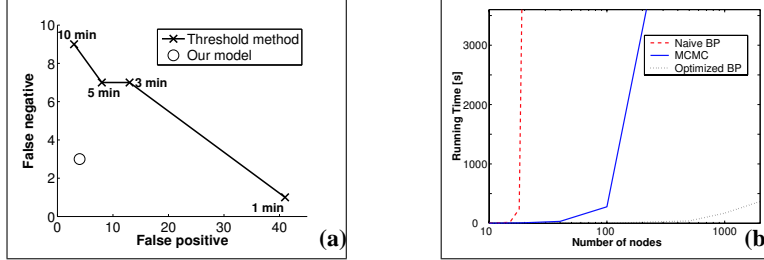 10
8
6
4
2
0
False negative
0
10
20
30
40
False positive
10 min
5 min
3 min
1 min
Threshold method
Our model
(a)
3000
2000
1000
0
Running Time [s]
10
100
1000
Number of nodes
Naive BP
MCMC
Optimized BP
(b